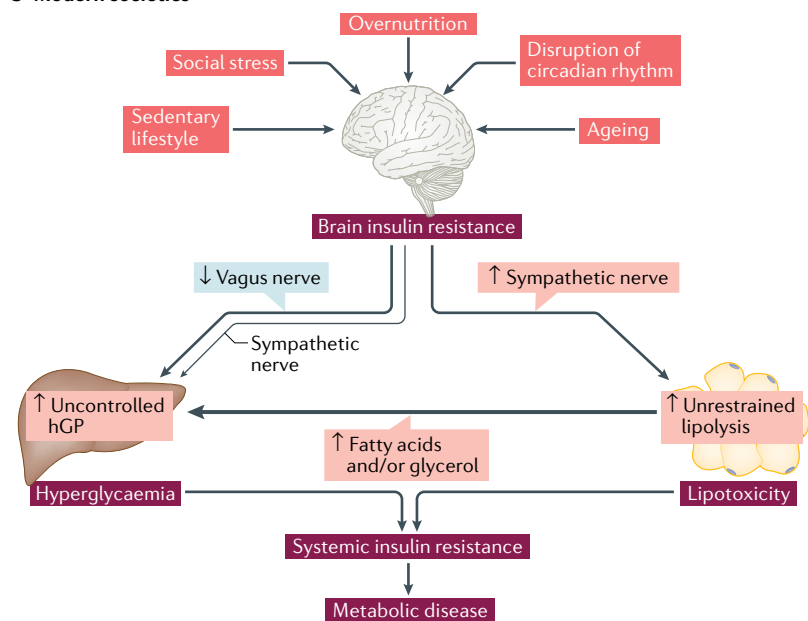 Overnutrition
Social stress
Disruption of
circadian rhythm
Sedentary
lifestyle
Ageing
Brain insulin resistance
↓ Vagus nerve
↑ Sympathetic nerve
Sympathetic
nerve
↑ Uncontrolled
hGP
↑ Unrestrained
lipolysis
↑ Fatty acids
and/or glycerol
Hyperglycaemia
Lipotoxicity
Systemic insulin resistance
Metabolic disease